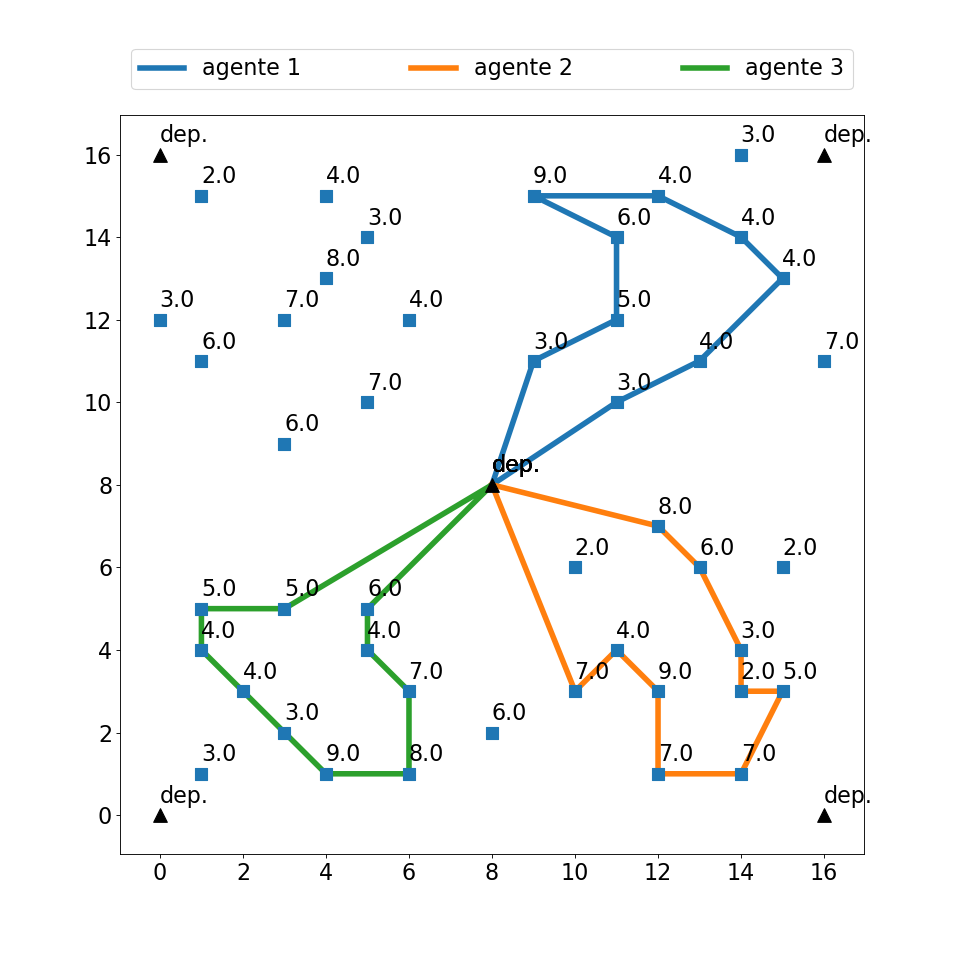 agente 1 agente 2 agente 3
dep. 3.0 dep.
16
2.0 4.0 9.0 4.0
3.0 6.0 4.0
14
8.0 4.0
3.0 7.0 4.0 5.0
12
6.0 3.0 4.0 7.0
7.0 3.0
10
6.0
dep.
8
8.0
2.0 6.0 2.0
6
5.0 5.0 6.0
4.0 4.0 4.0 3.0
4
4.0 7.0 7.0 9.0 2.0 5.0
3.0 6.0
2
3.0 9.0 8.0 7.0 7.0
dep. dep.
0
0 2 4 6 8 10 12 14 16